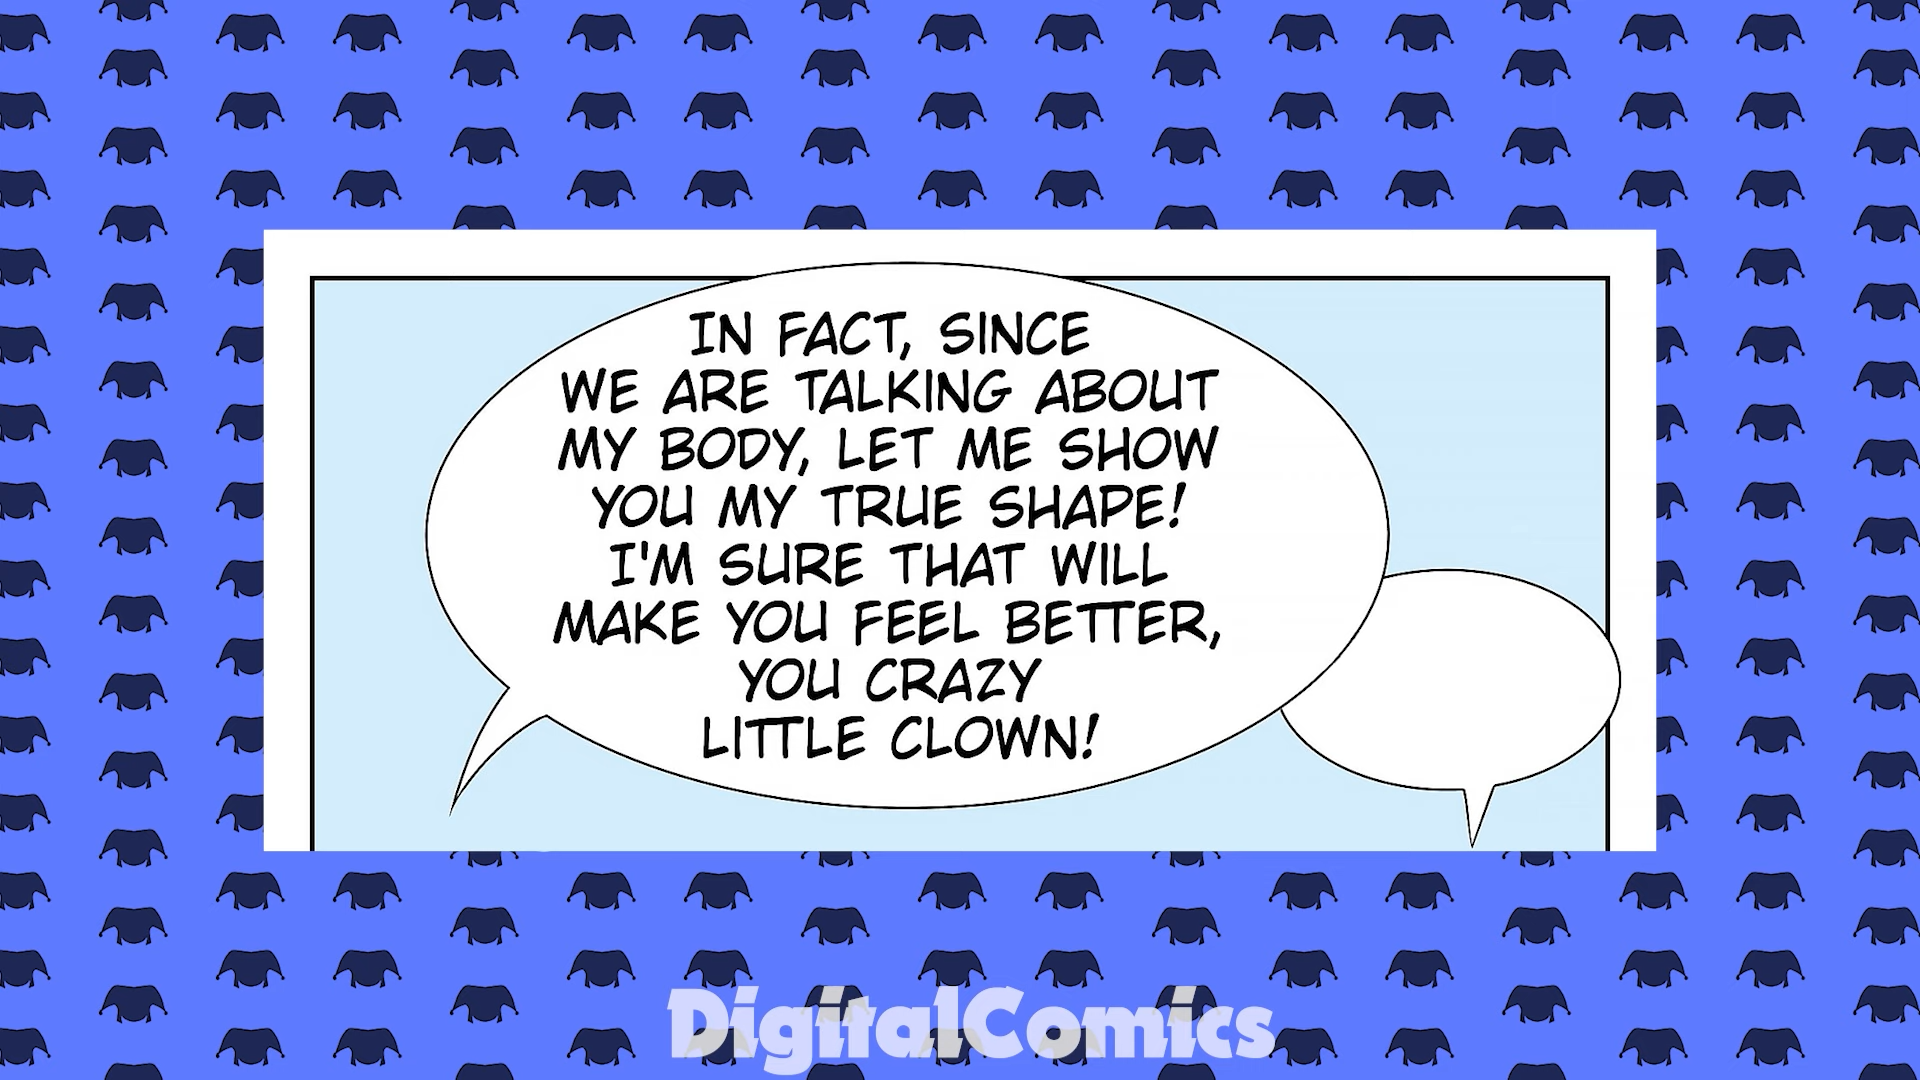 IN FACT, SINCE
WE ARE TALKING ABOUT
MY BODY, LET ME SHOW
YOU MY TRUE SHAPE!
I'M SURE THAT WILL
MAKE YOU FEEL BETTER,
YOU CRAZY
LITTLE CLOWN!
DigitalComics